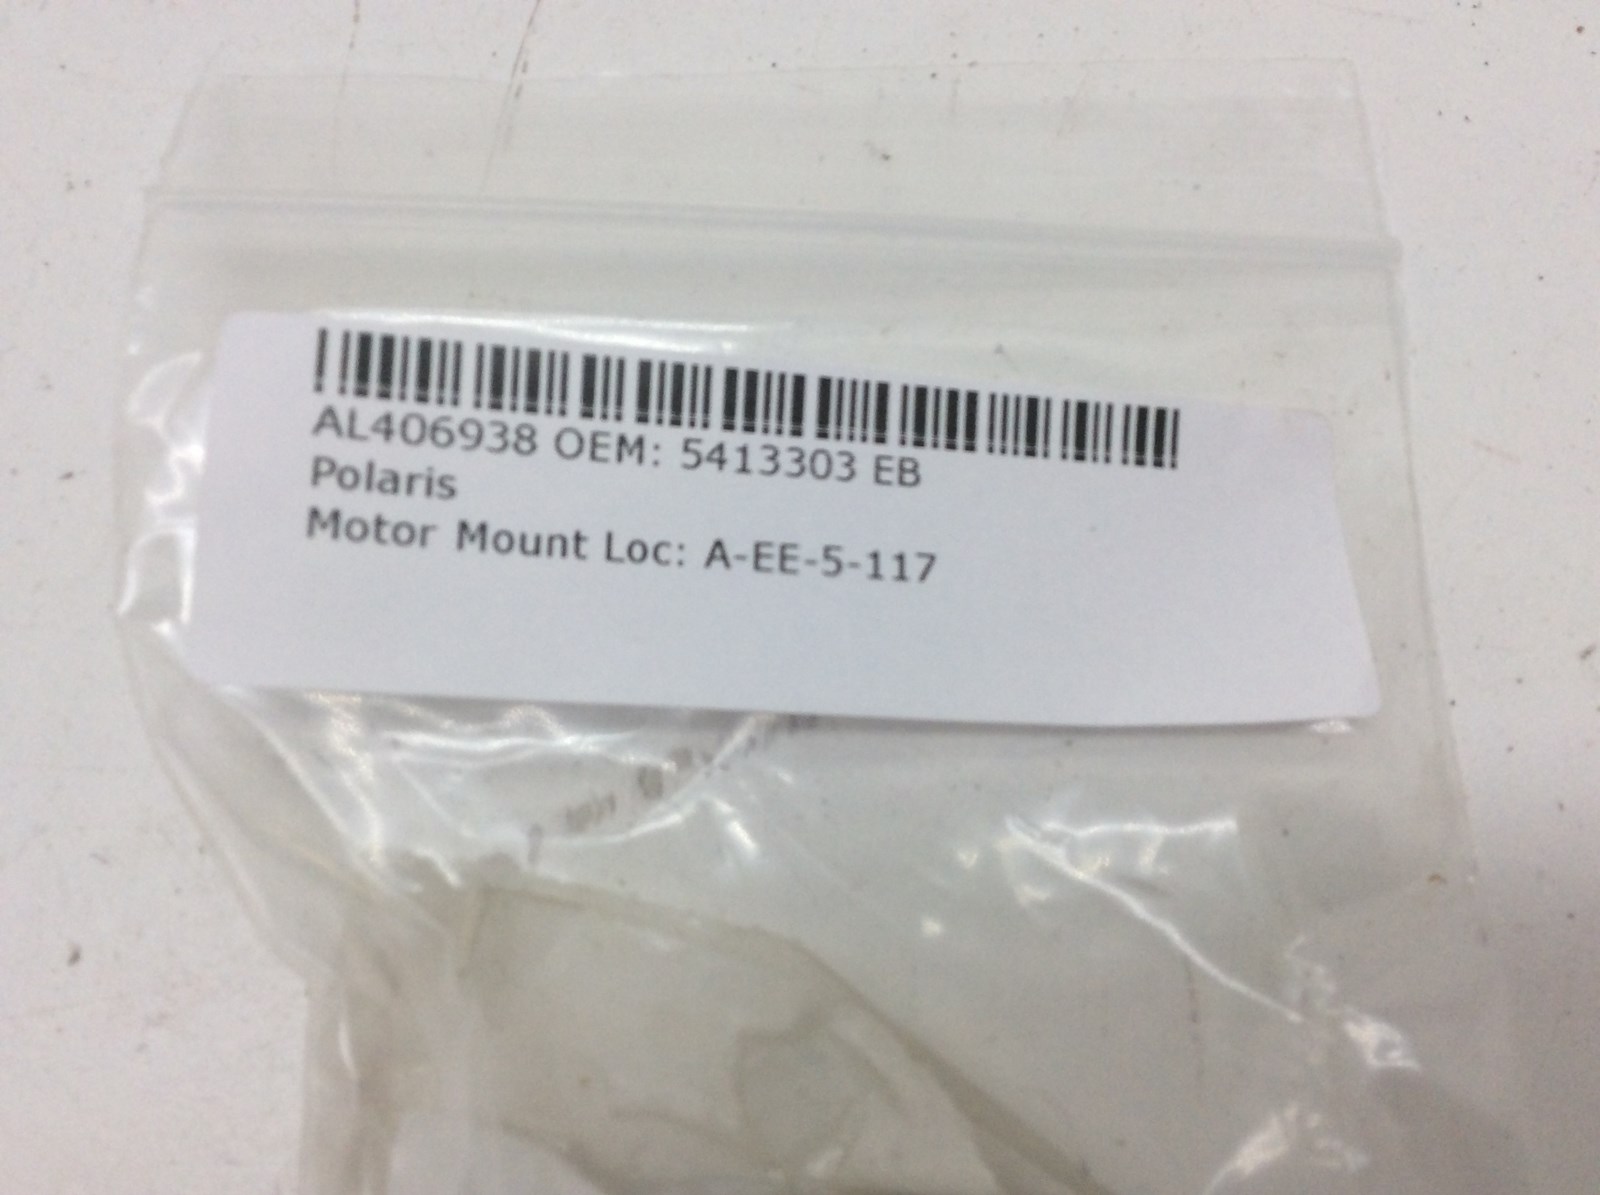 AL406938 OEM: 5413303 EB
Polaris
Motor Mount Loc: A-EE-5-117